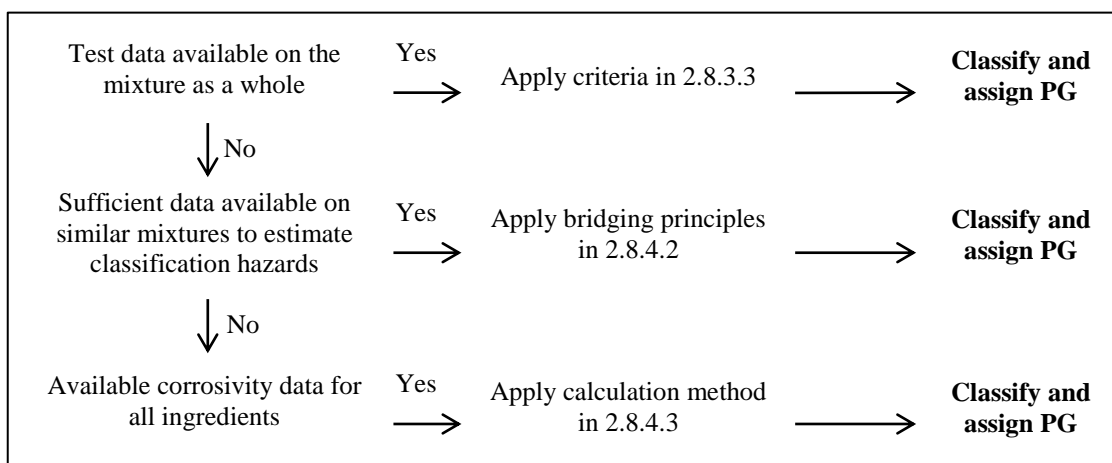 Test data available on the
mixture as a whole
Yes
Apply criteria in 2.8.3.3
Classify and
assign PG
No
Sufficient data available on
similar mixtures to estimate
classification hazards
Yes
Apply bridging principles
in 2.8.4.2
Classify and
assign PG
No
Available corrosivity data for
all ingredients
Yes
Apply calculation method
in 2.8.4.3
Classify and
assign PG